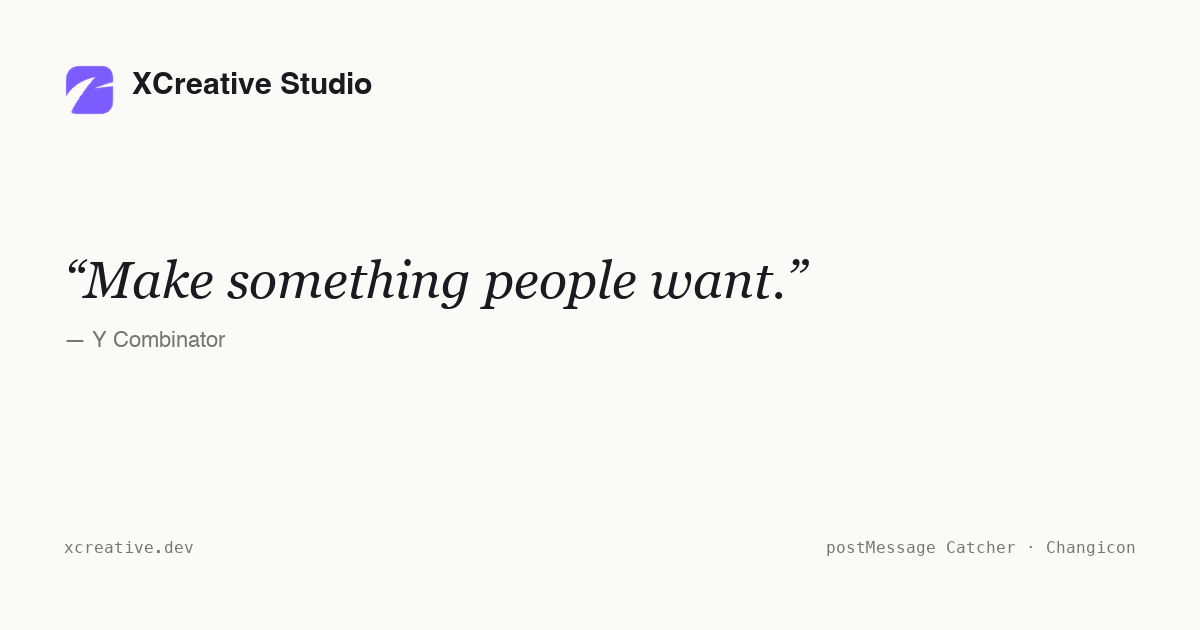 XCreative Studio
“Make something people want.”
— Y Combinator
xcreative.dev
postMessage Catcher · Changicon